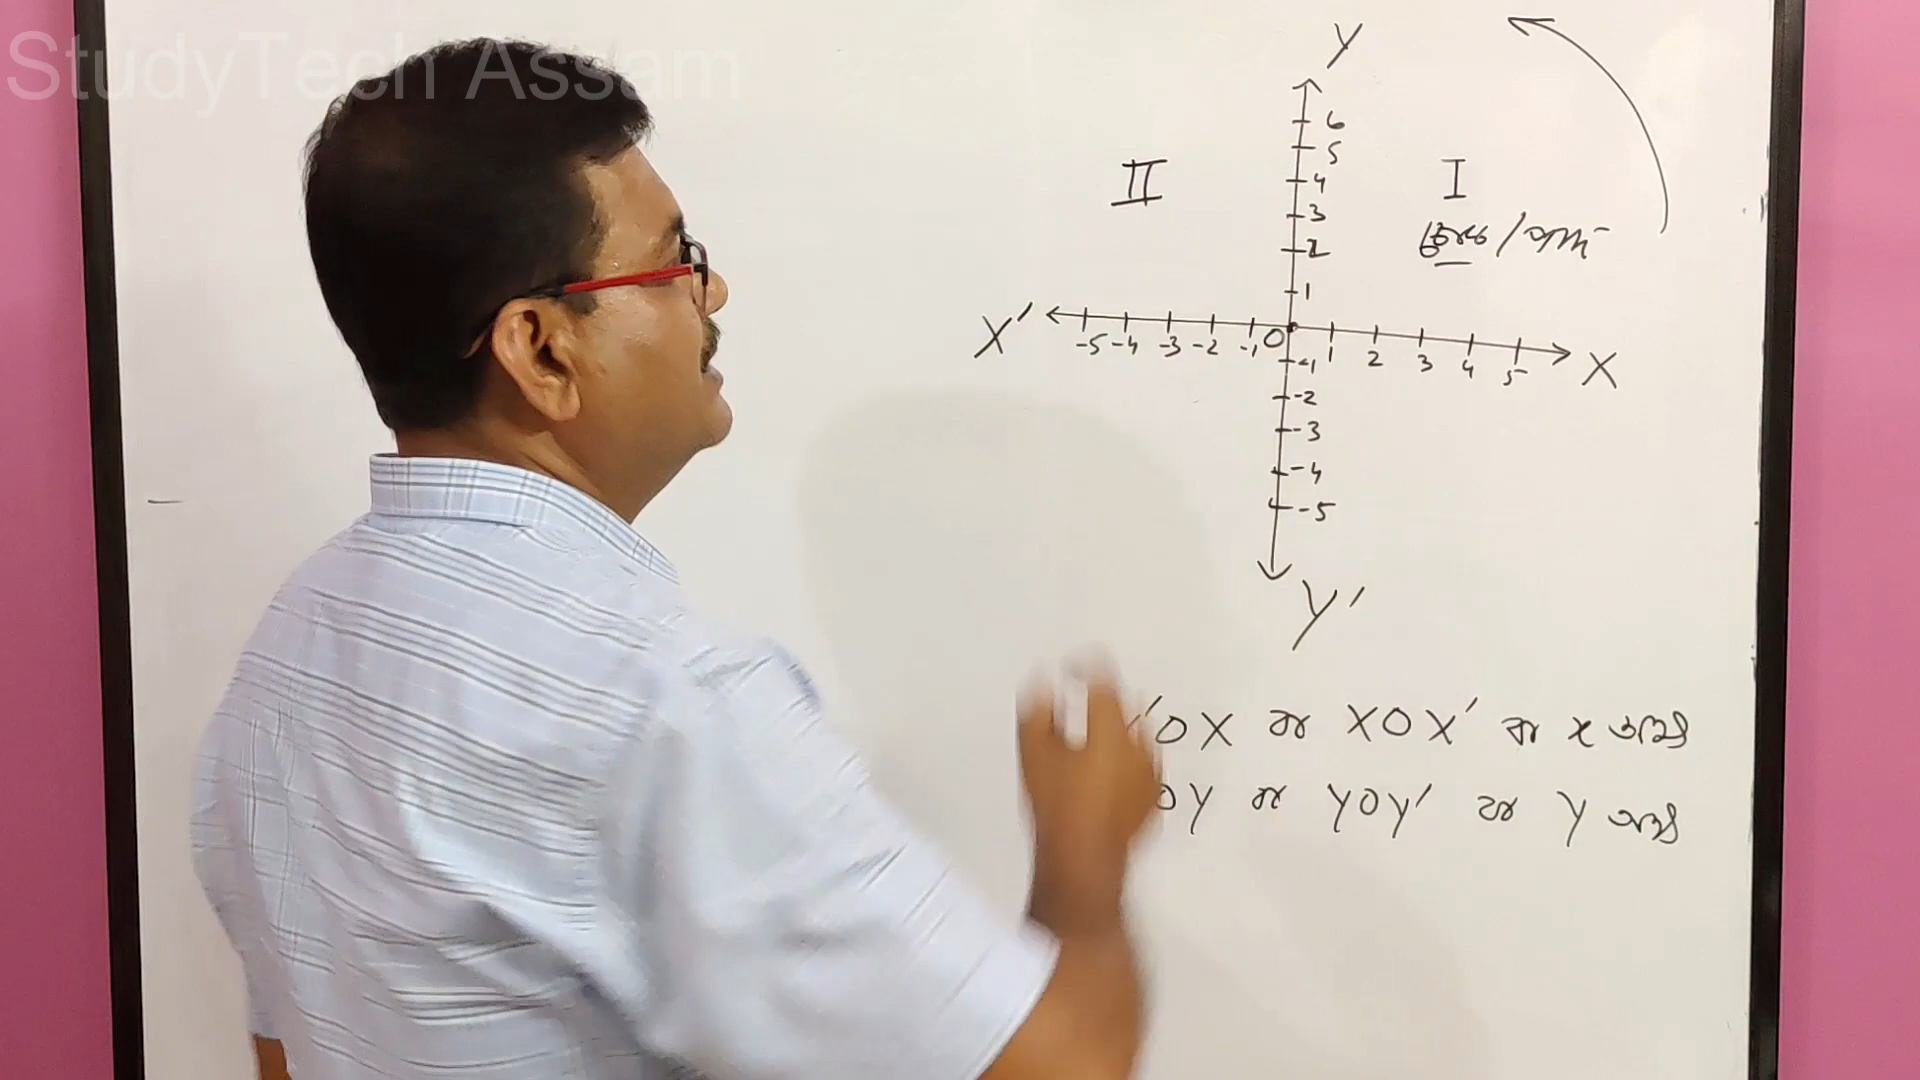 StudyTech Assam
Y
6
5
II 4 I
3
চোক / পাদ
2
1
X' -5 -4 -3 -2 -1 O 1 2 3 4 5 X
-1
-2
-3
-4
-5
Y'
'OX বা XOX' বা x অক্ষ
OY বা YOY' বা Y অক্ষ